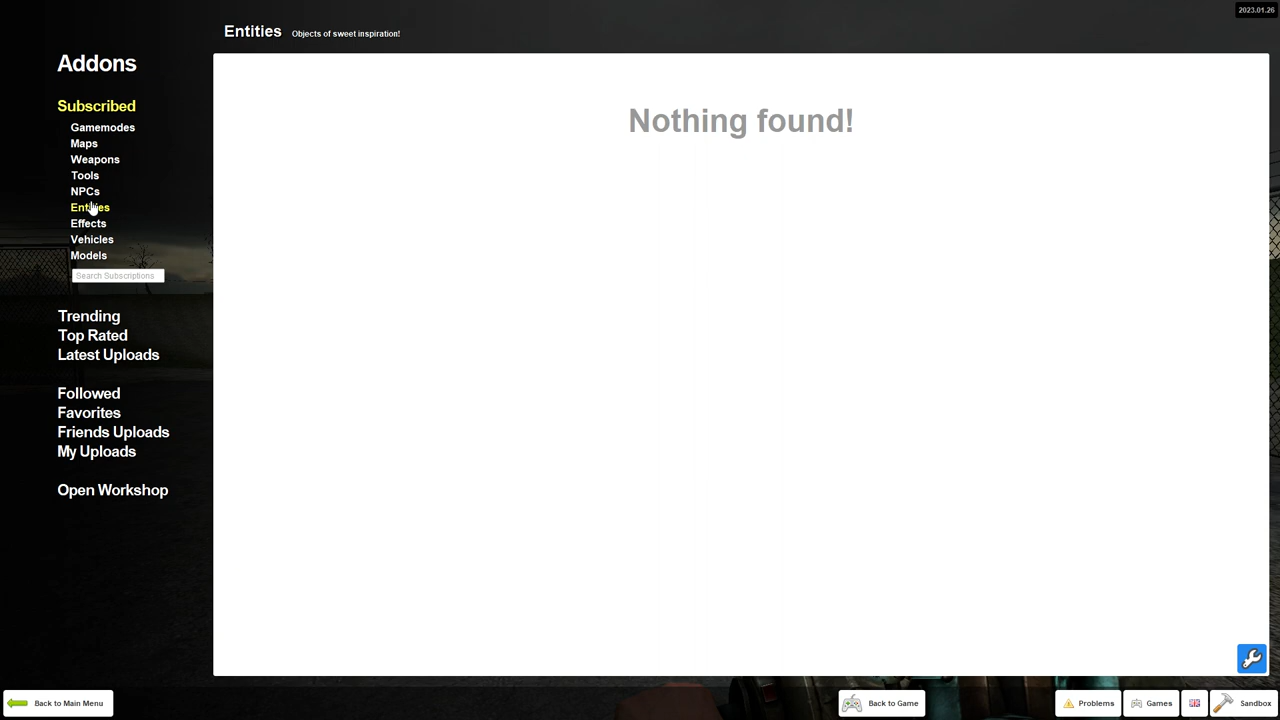 2023.01.26
Entities Objects of sweet inspiration!
Addons
Nothing found!
Subscribed
Gamemodes
Maps
Weapons
Tools
NPCs
Entities
Effects
Vehicles
Models
Search Subscriptions
Trending
Top Rated
Latest Uploads
Followed
Favorites
Friends Uploads
My Uploads
Open Workshop
Back to Main Menu
Back to Game
Problems
Games
Sandbox